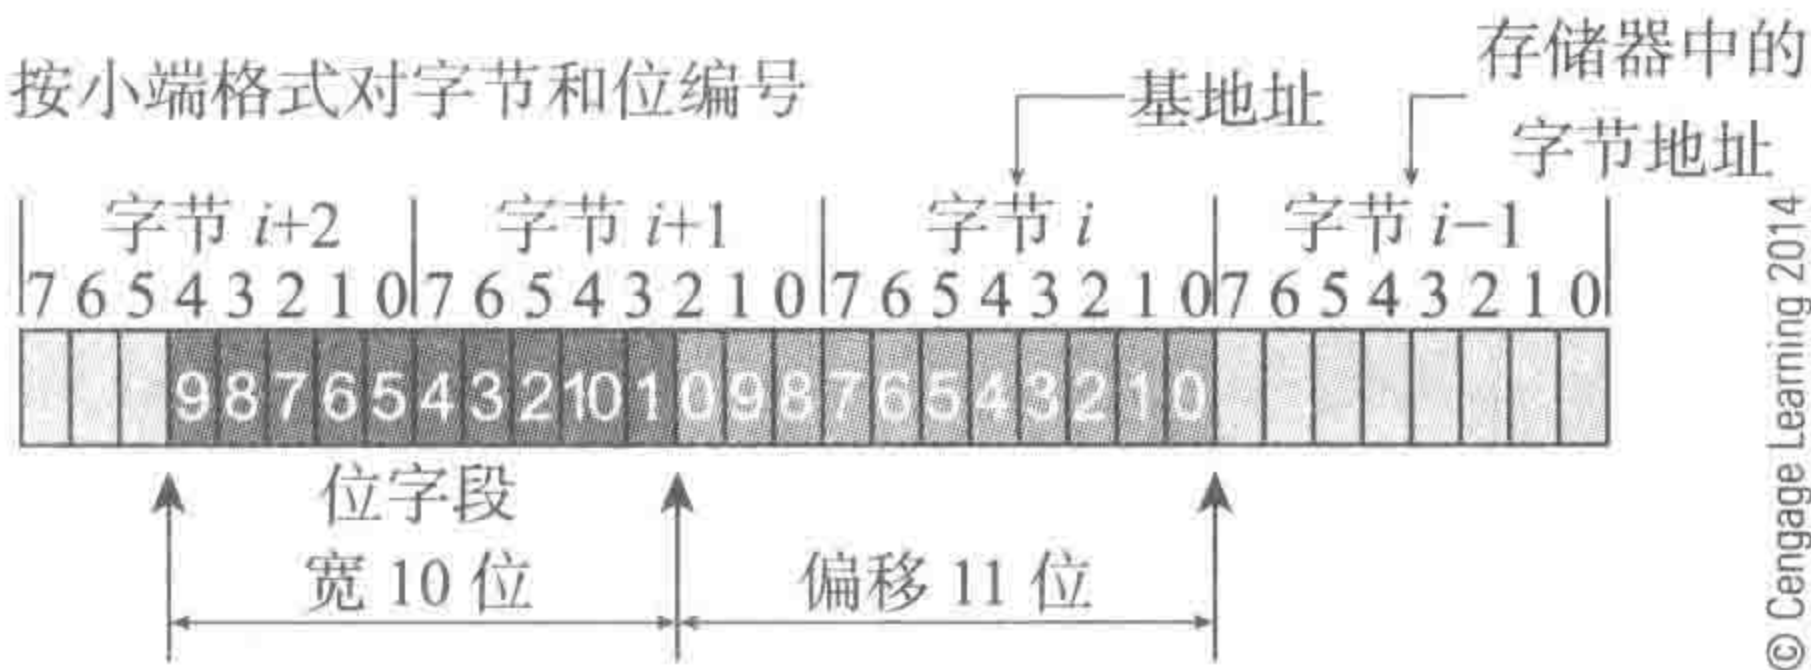 按小端格式对字节和位编号
基地址
存储器中的
字节地址
字节 i+2
字节 i+1
字节 i
字节 i−1
7 6 5 4 3 2 1 0 7 6 5 4 3 2 1 0 7 6 5 4 3 2 1 0 7 6 5 4 3 2 1 0
9 8 7 6 5 4 3 2 10 1 0 9 8 7 6 5 4 3 2 1 0
位字段
宽 10 位
偏移 11 位
© Cengage Learning 2014